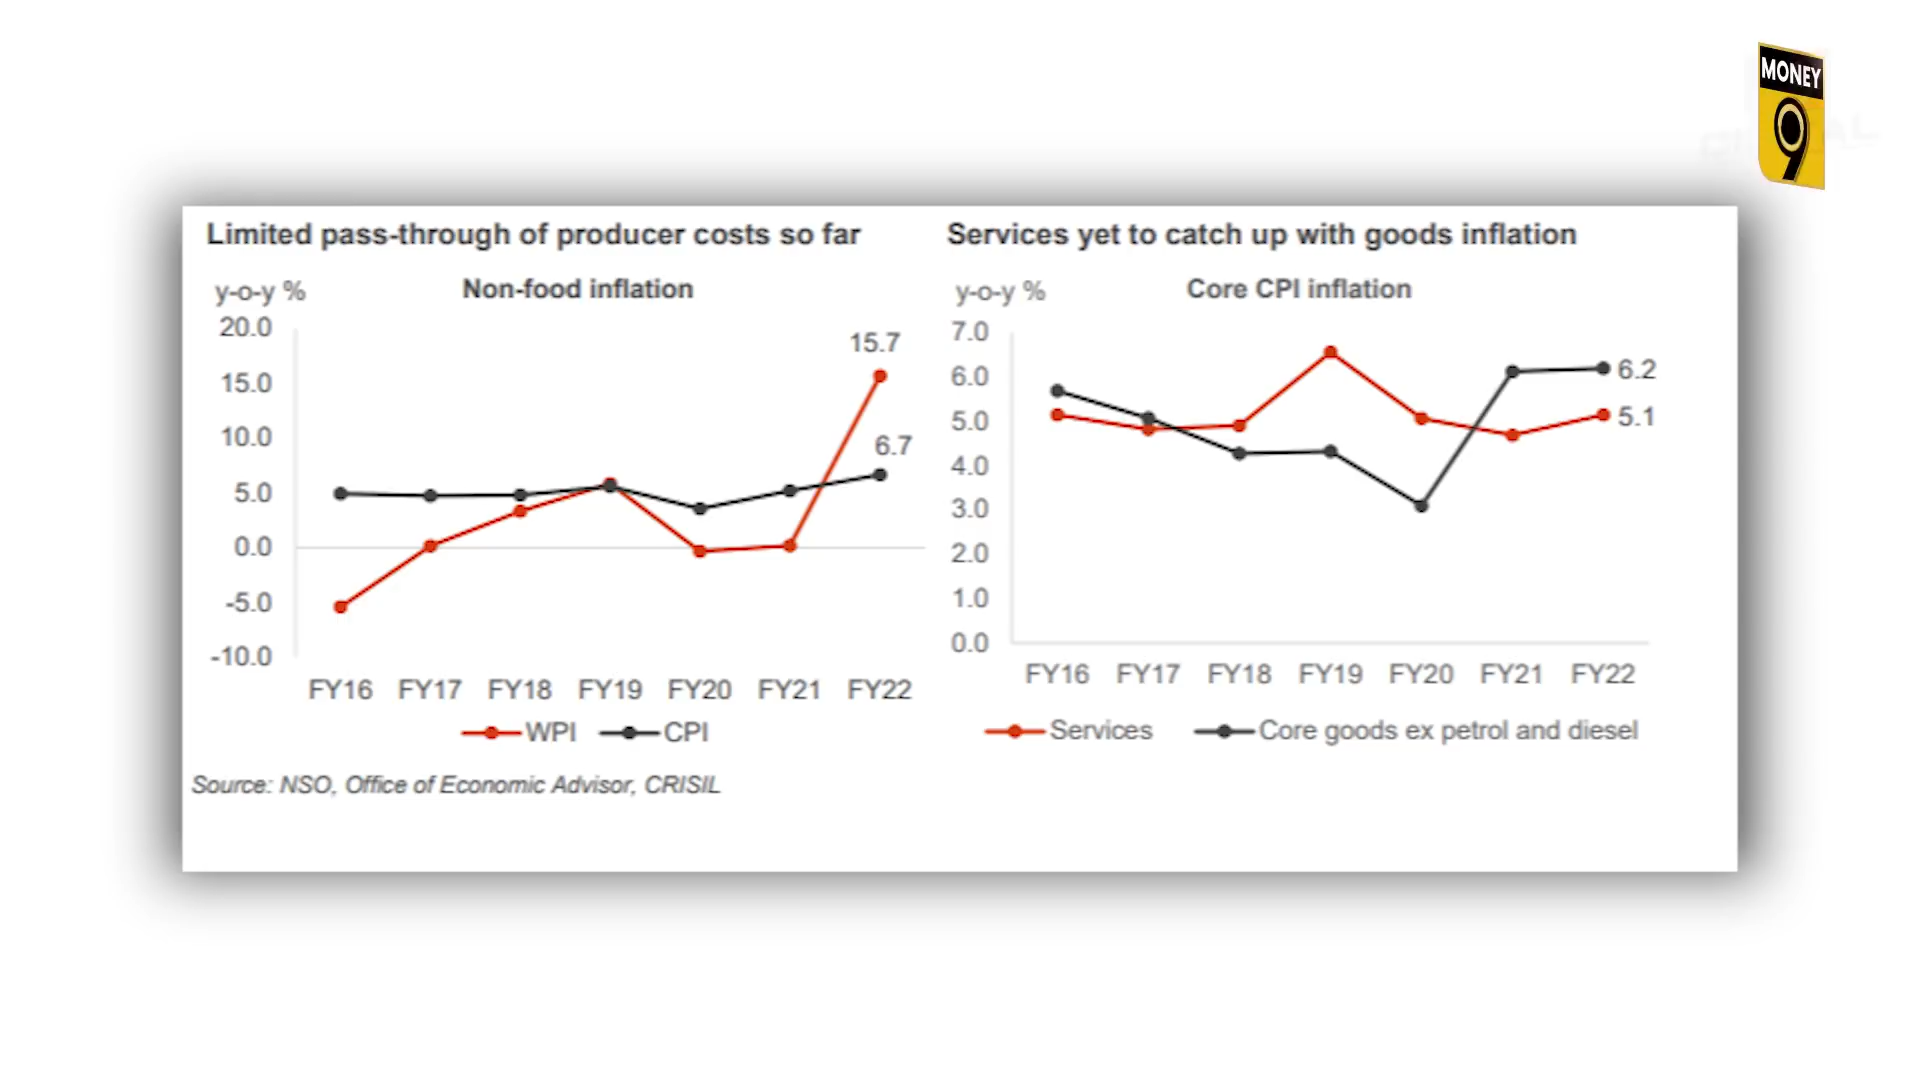 MONEY
9
Limited pass-through of producer costs so far
y-o-y %
Non-food inflation
20.0
15.0
10.0
5.0
0.0
-5.0
-10.0
15.7
6.7
FY16 FY17 FY18 FY19 FY20 FY21 FY22
WPI CPI
Source: NSO, Office of Economic Advisor, CRISIL
Services yet to catch up with goods inflation
y-o-y %
Core CPI inflation
7.0
6.0
5.0
4.0
3.0
2.0
1.0
0.0
6.2
5.1
FY16 FY17 FY18 FY19 FY20 FY21 FY22
Services Core goods ex petrol and diesel